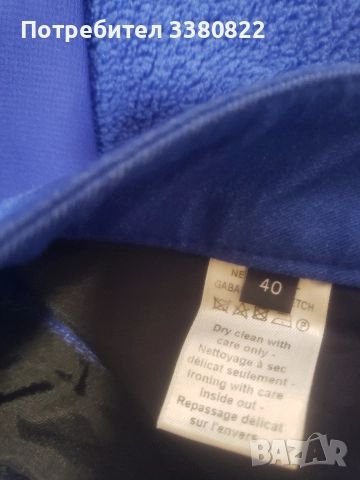 Потребител 3380822
40
Dry clean with
care only -
Nettoyage à sec
délicat seulement
ironing with care
inside out -
Repassage délicat
sur l'envers
BAZAR